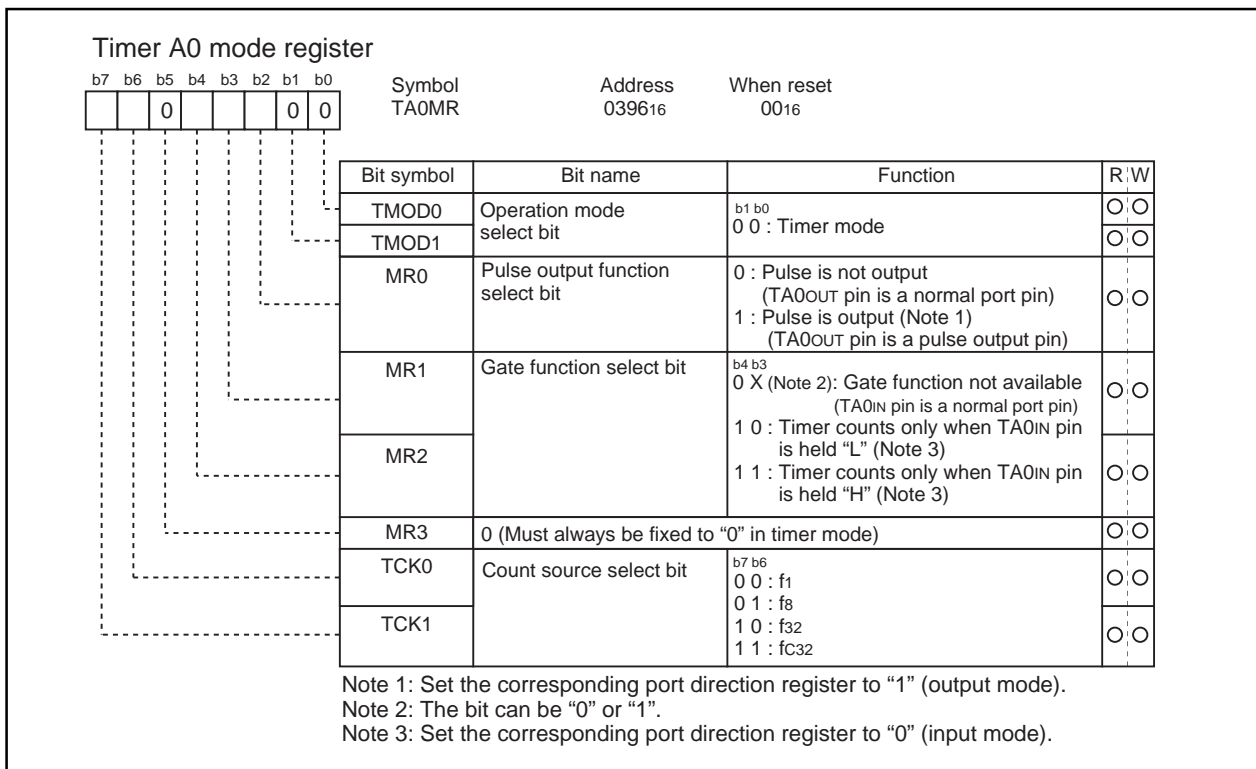 Timer A0 mode register
b7 b6 b5 b4 b3 b2 b1 b0
0 0 0
Symbol Address When reset
TA0MR 039616 0016
Bit symbol Bit name Function R W
TMOD0 Operation mode select bit b1 b0
0 0 : Timer mode
TMOD1
MR0 Pulse output function select bit 0 : Pulse is not output
(TA0OUT pin is a normal port pin)
1 : Pulse is output (Note 1)
(TA0OUT pin is a pulse output pin)
MR1 Gate function select bit b4 b3
0 X (Note 2): Gate function not available
(TA0IN pin is a normal port pin)
1 0 : Timer counts only when TA0IN pin
is held “L” (Note 3)
MR2
1 1 : Timer counts only when TA0IN pin
is held “H” (Note 3)
MR3 0 (Must always be fixed to “0” in timer mode)
TCK0 Count source select bit b7 b6
0 0 : f1
0 1 : f8
TCK1
1 0 : f32
1 1 : fC32
Note 1: Set the corresponding port direction register to “1” (output mode).
Note 2: The bit can be “0” or “1”.
Note 3: Set the corresponding port direction register to “0” (input mode).